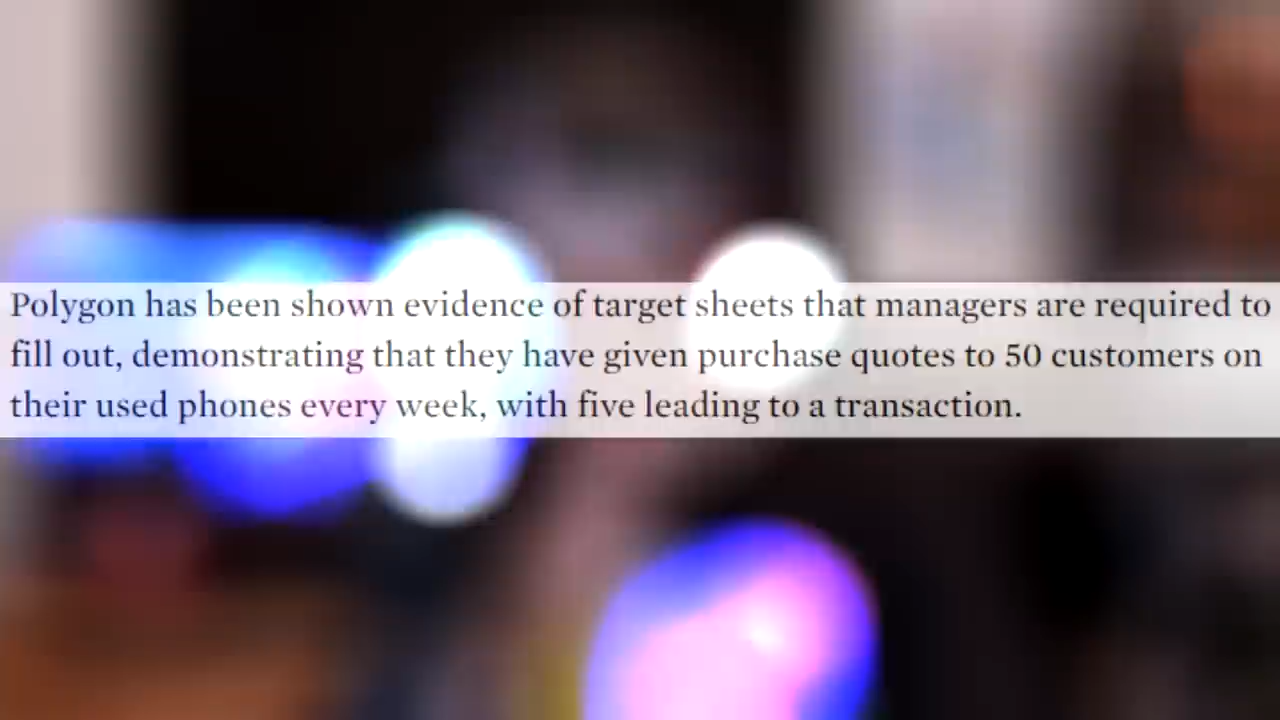 Polygon has been shown evidence of target sheets that managers are required to
fill out, demonstrating that they have given purchase quotes to 50 customers on
their used phones every week, with five leading to a transaction.